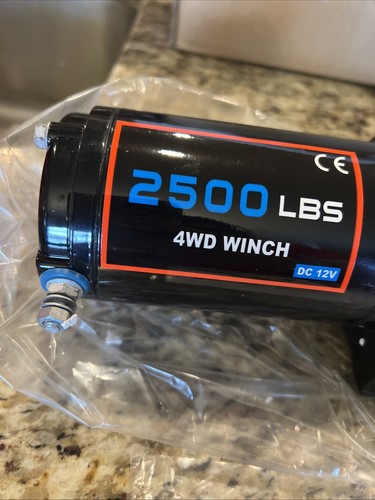 CE
2500 LBS
4WD WINCH
DC 12V